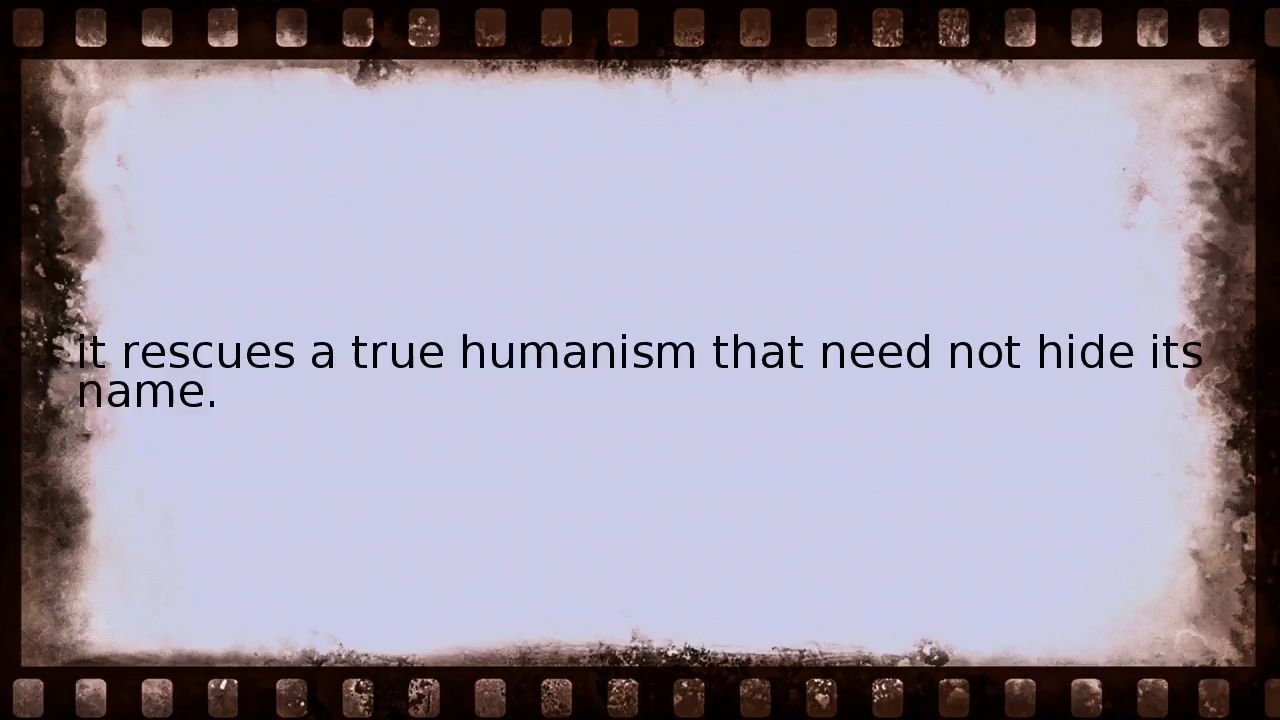 it rescues a true humanism that need not hide its
name.